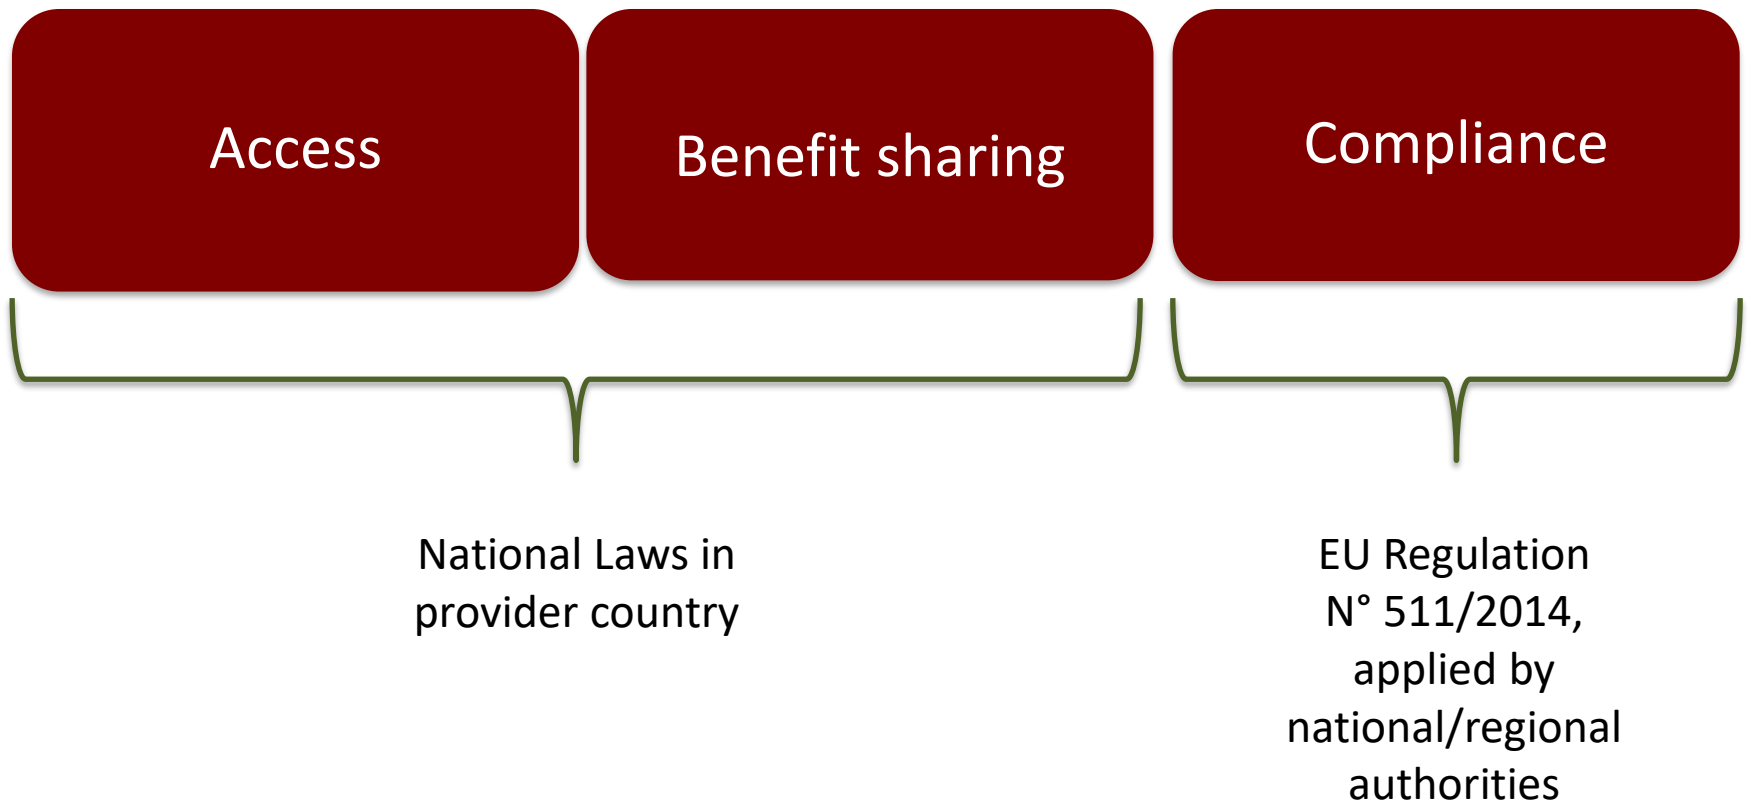 Access
Benefit sharing
Compliance
National Laws in
provider country
EU Regulation
N° 511/2014,
applied by
national/regional
authorities